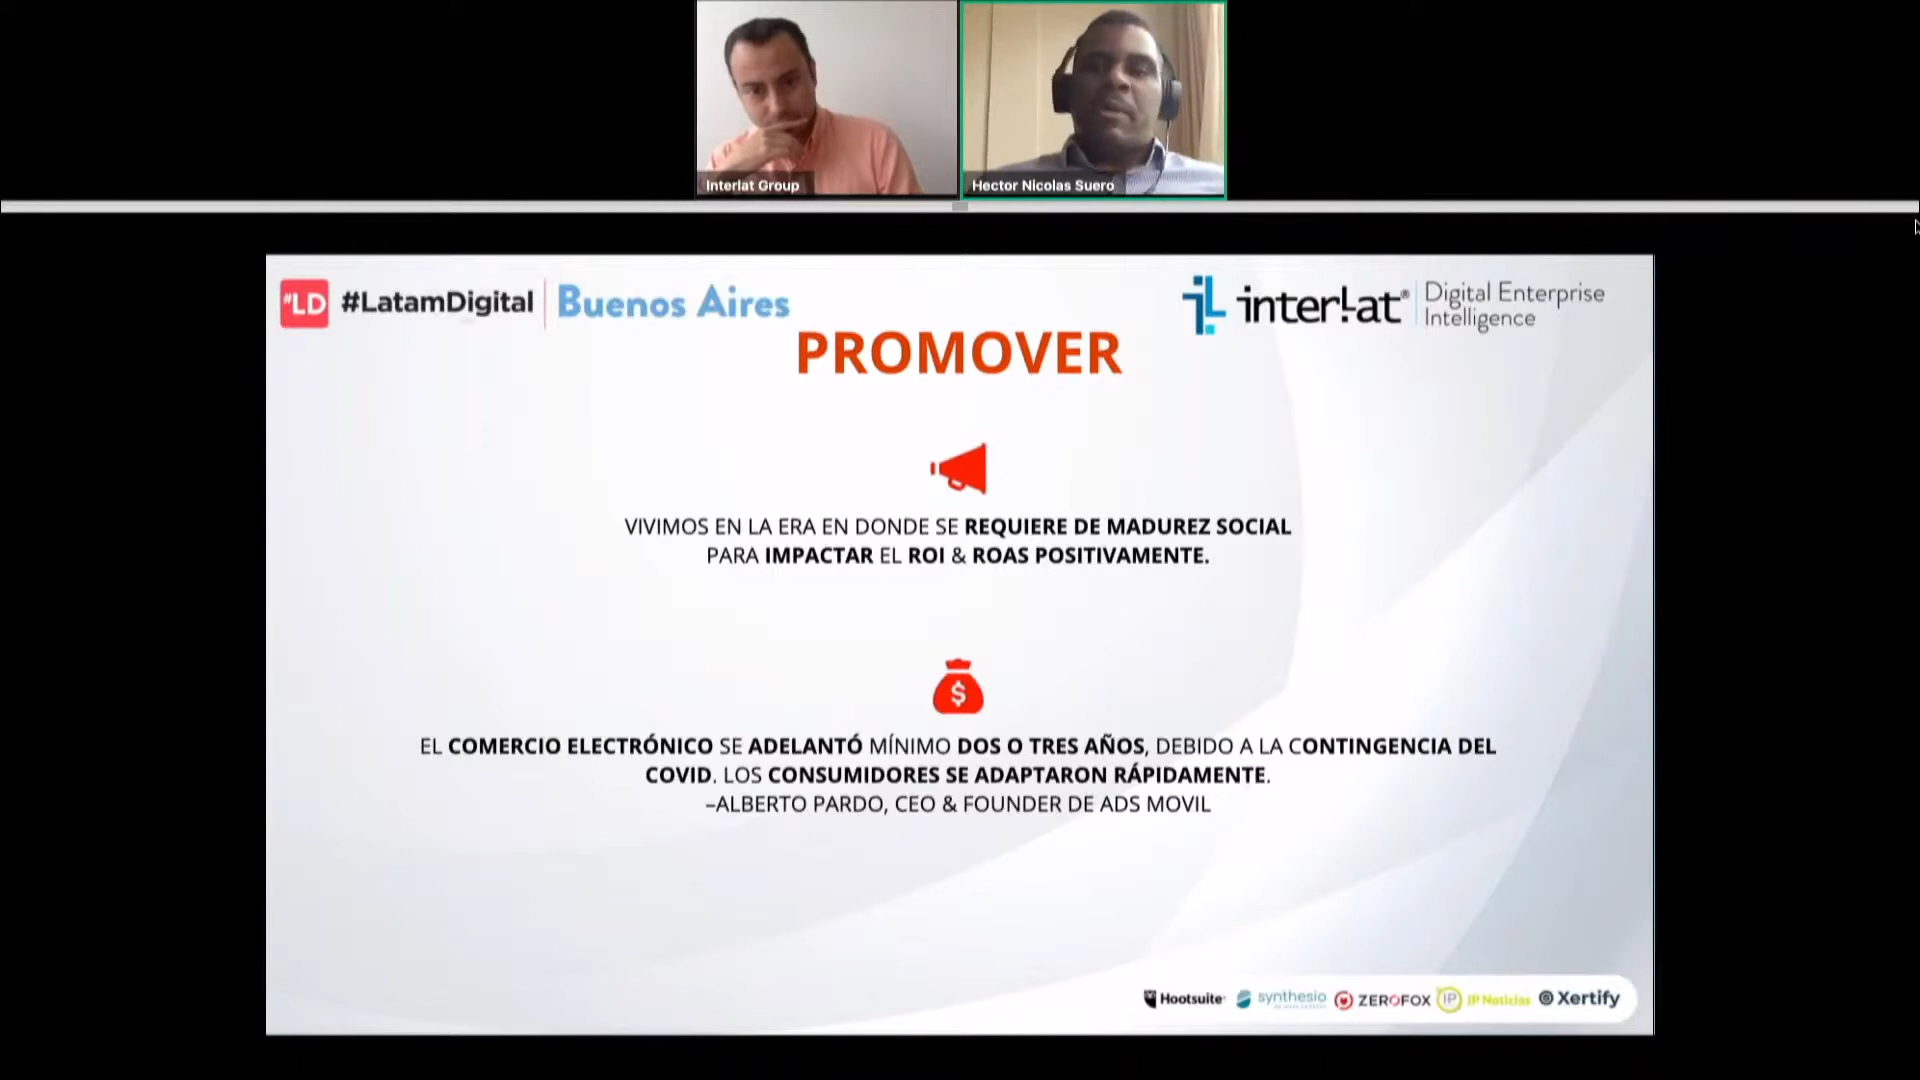 Interlat Group
Hector Nicolas Suero
#LD #LatamDigital Buenos Aires
interlat® Digital Enterprise
Intelligence
PROMOVER
VIVIMOS EN LA ERA EN DONDE SE REQUIERE DE MADUREZ SOCIAL
PARA IMPACTAR EL ROI & ROAS POSITIVAMENTE.
$
EL COMERCIO ELECTRÓNICO SE ADELANTÓ MÍNIMO DOS O TRES AÑOS, DEBIDO A LA CONTINGENCIA DEL
COVID. LOS CONSUMIDORES SE ADAPTARON RÁPIDAMENTE.
–ALBERTO PARDO, CEO & FOUNDER DE ADS MOVIL
Hootsuite synthesio ZEROFOX IP IP Noticias Xertify